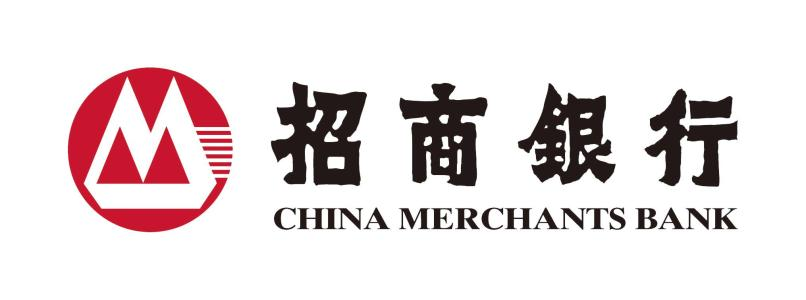 招商銀行
CHINA MERCHANTS BANK